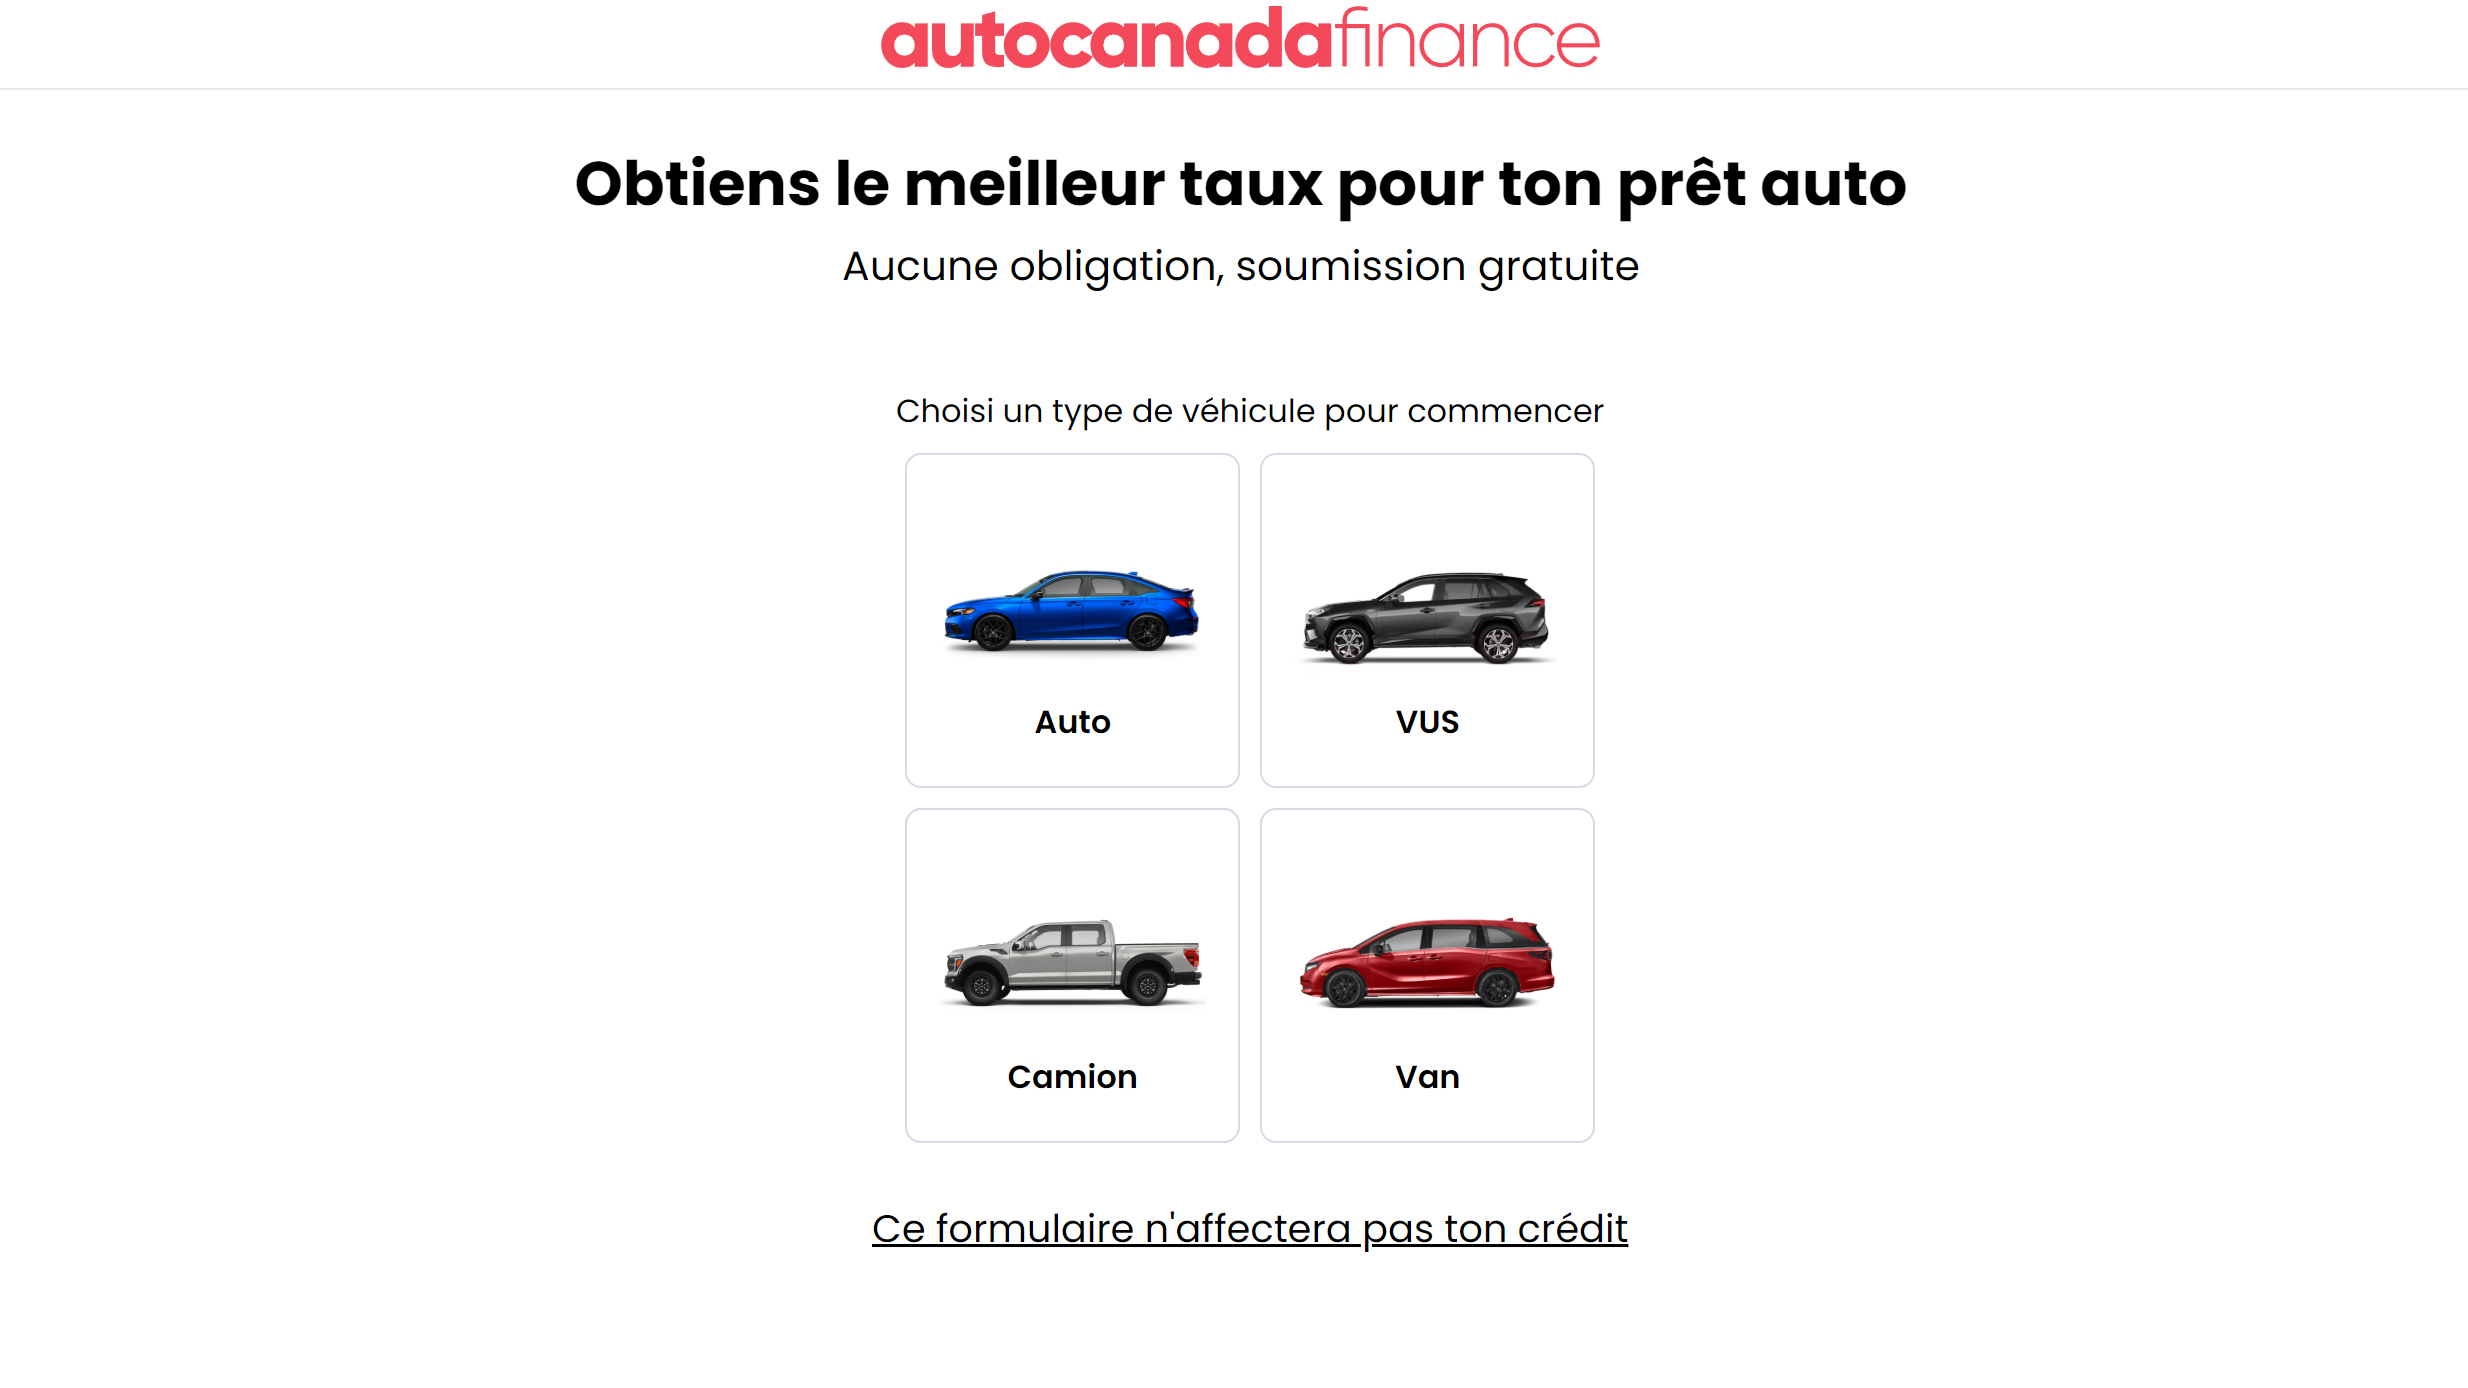 autocanadafinance
Obtiens le meilleur taux pour ton prêt auto
Aucune obligation, soumission gratuite
Choisi un type de véhicule pour commencer
Auto
VUS
Camion
Van
Ce formulaire n'affectera pas ton crédit